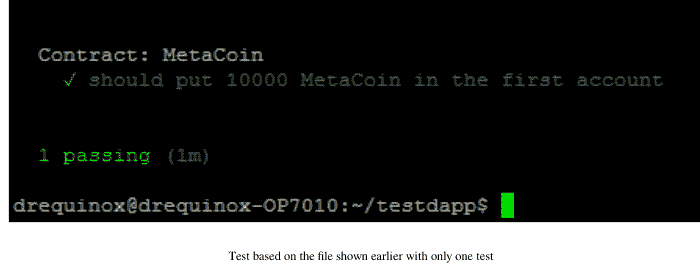 Contract: MetaCoin
✓ should put 10000 MetaCoin in the first account
1 passing (1m)
drequinox@drequinox-OP7010:~/testdapp$
Test based on the file shown earlier with only one test